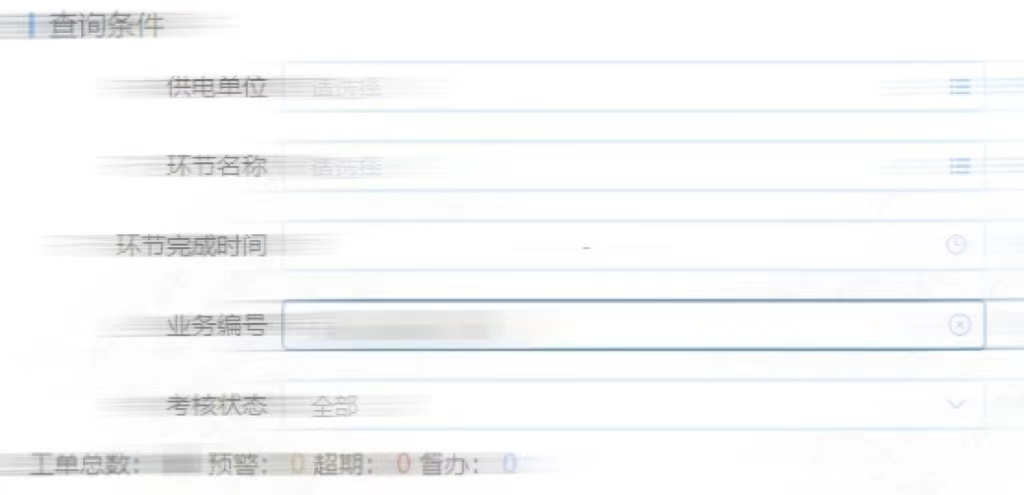 查询条件
供电单位 请选择
环节名称 请选择
环节完成时间 -
业务编号
考核状态 全部
工单总数： 预警：0 超期：0 督办：0